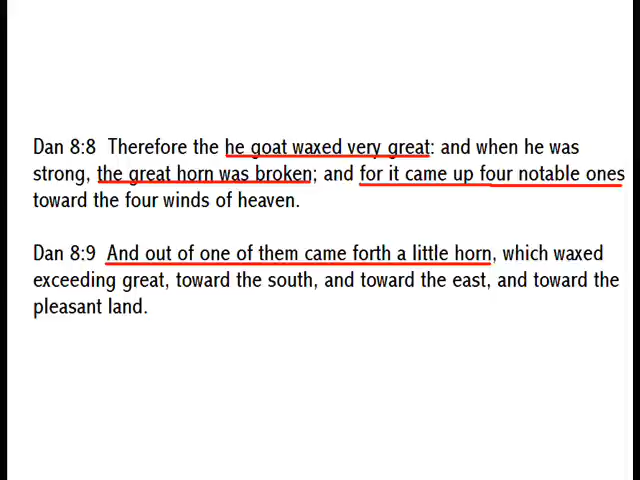 Dan 8:8 Therefore the he goat waxed very great: and when he was
strong, the great horn was broken; and for it came up four notable ones
toward the four winds of heaven.
Dan 8:9 And out of one of them came forth a little horn, which waxed
exceeding great, toward the south, and toward the east, and toward the
pleasant land.